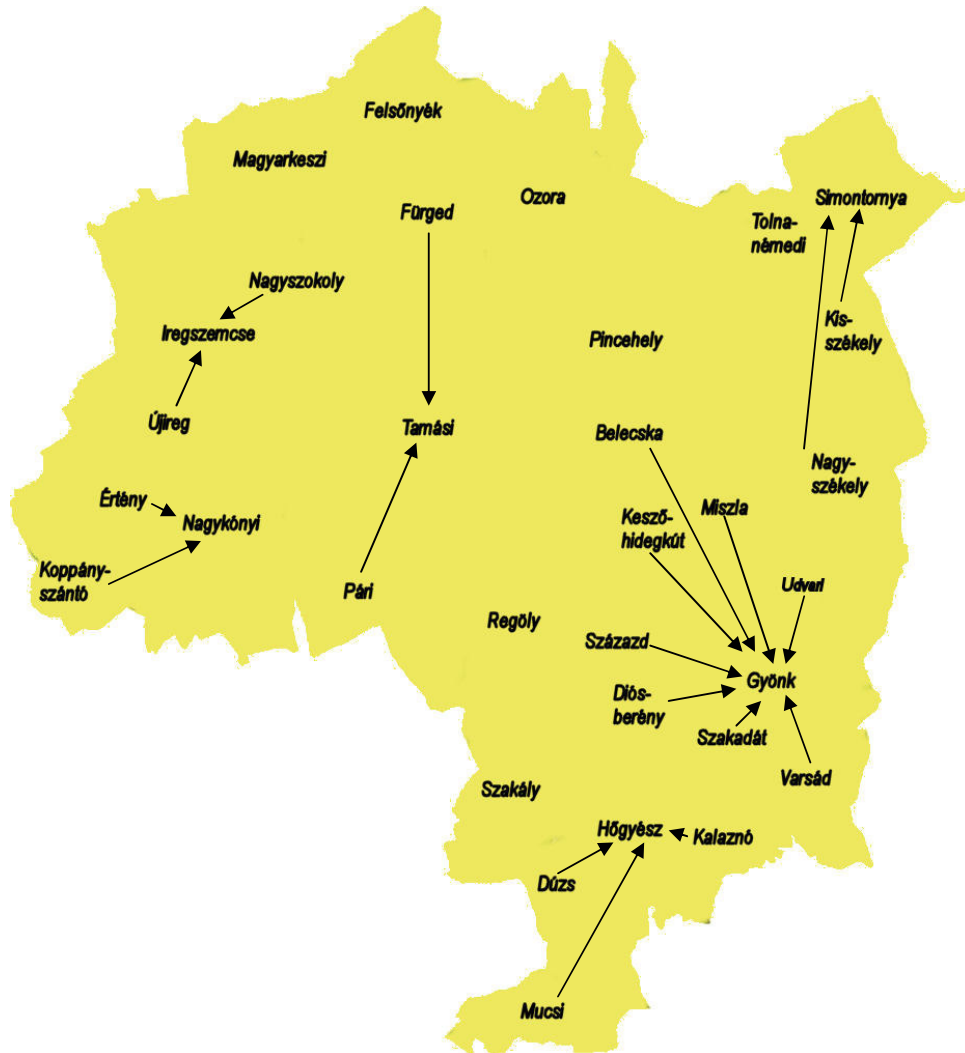 Felsőnyék
Magyarkeszi
Ozora
Simontornya
Fürged
Tolna-
némedi
Nagyszokoly
Iregszemcse
Kis-
székely
Pincehely
Újireg
Tamási
Belecska
Nagy-
székely
Értény
Nagykónyi
Miszla
Kesző-
hidegkút
Koppány-
szántó
Pári
Udvari
Regöly
Százazd
Gyönk
Diós-
berény
Szakadát
Varsád
Szakály
Hőgyész
Kalaznó
Dúzs
Mucsi